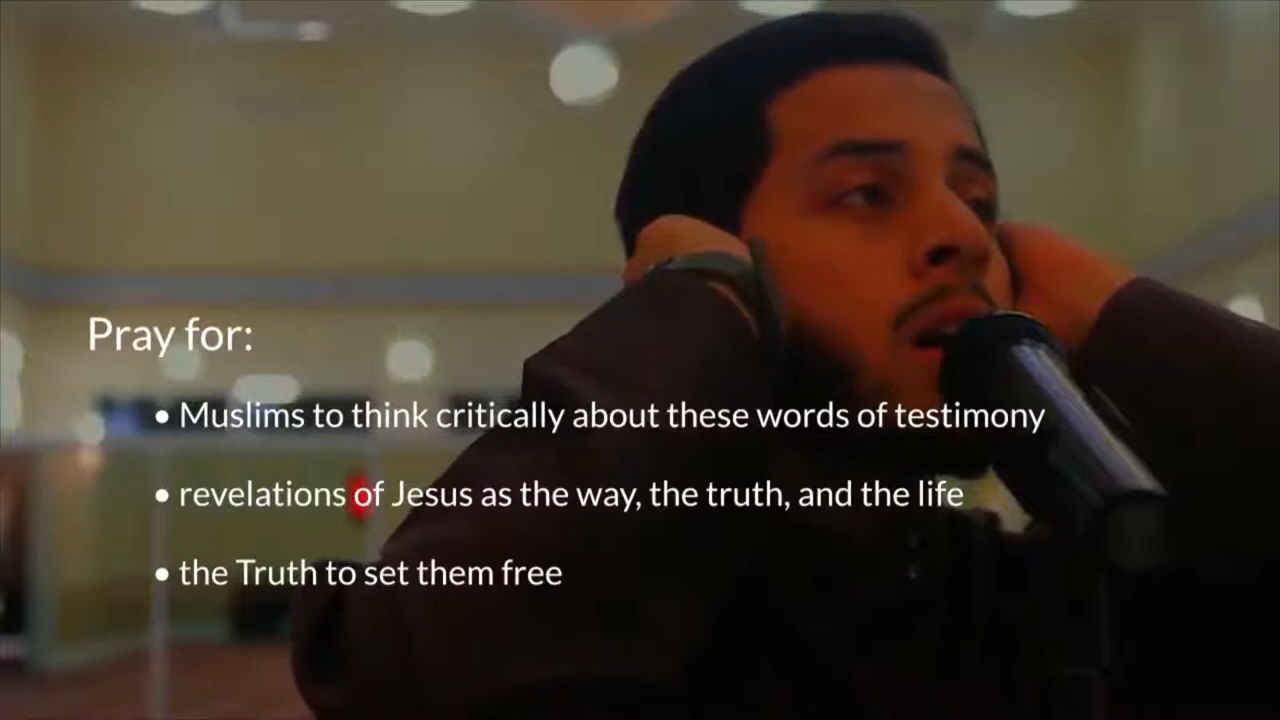 Pray for:
• Muslims to think critically about these words of testimony
• revelations of Jesus as the way, the truth, and the life
• the Truth to set them free